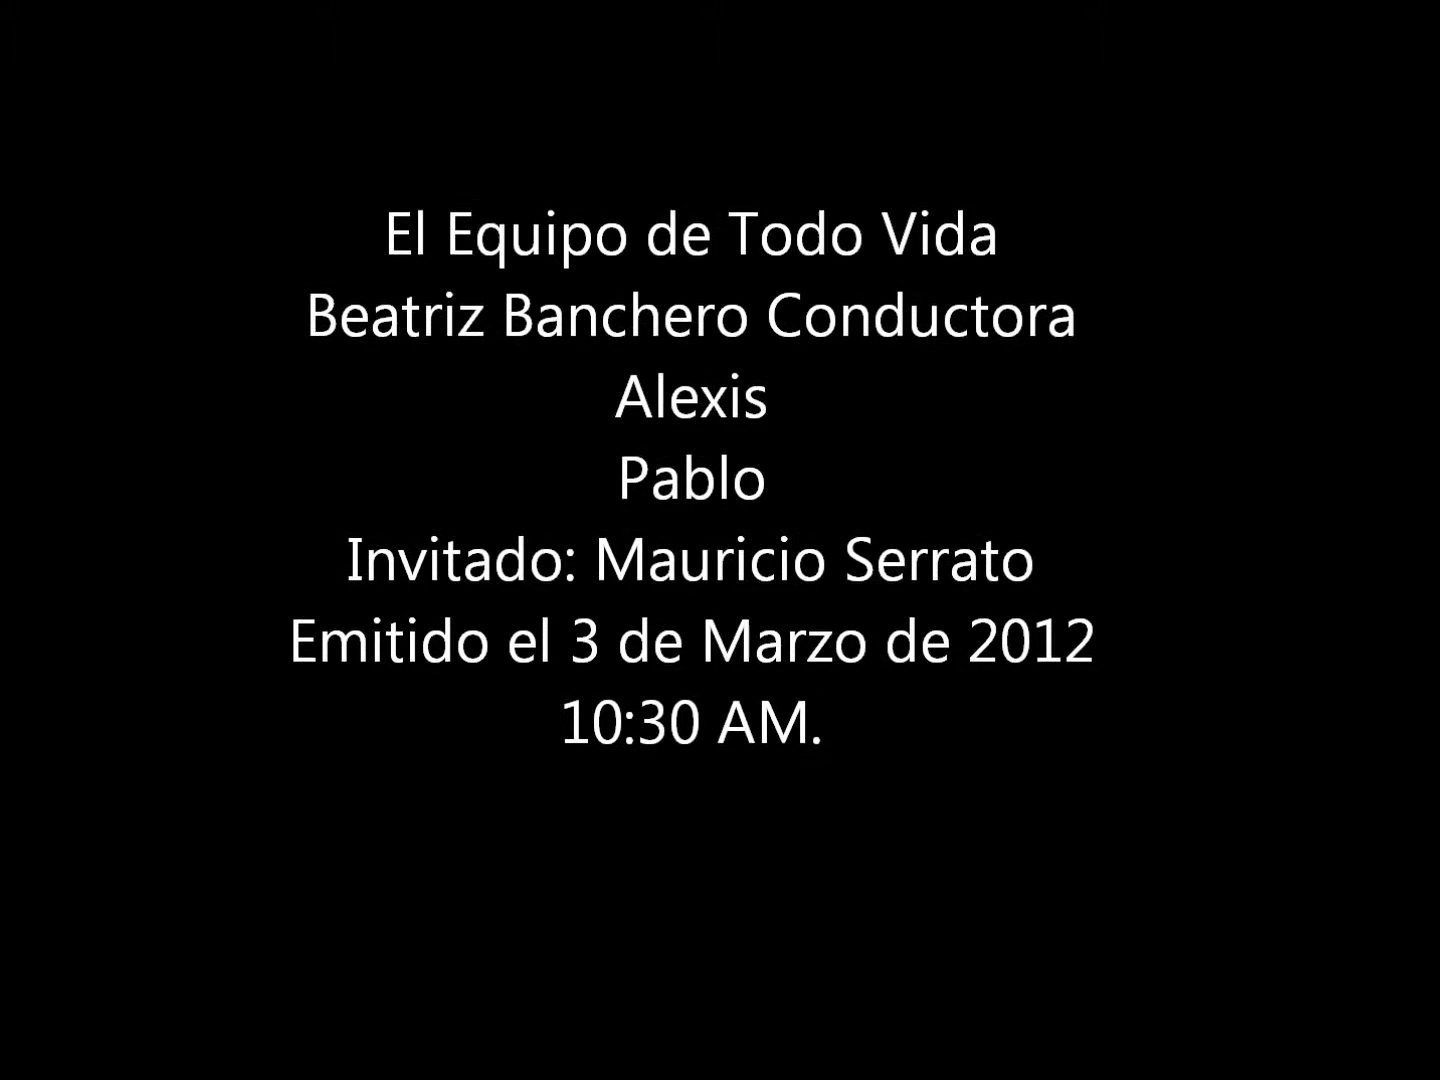 El Equipo de Todo Vida
Beatriz Banchero Conductora
Alexis
Pablo
Invitado: Mauricio Serrato
Emitido el 3 de Marzo de 2012
10:30 AM.